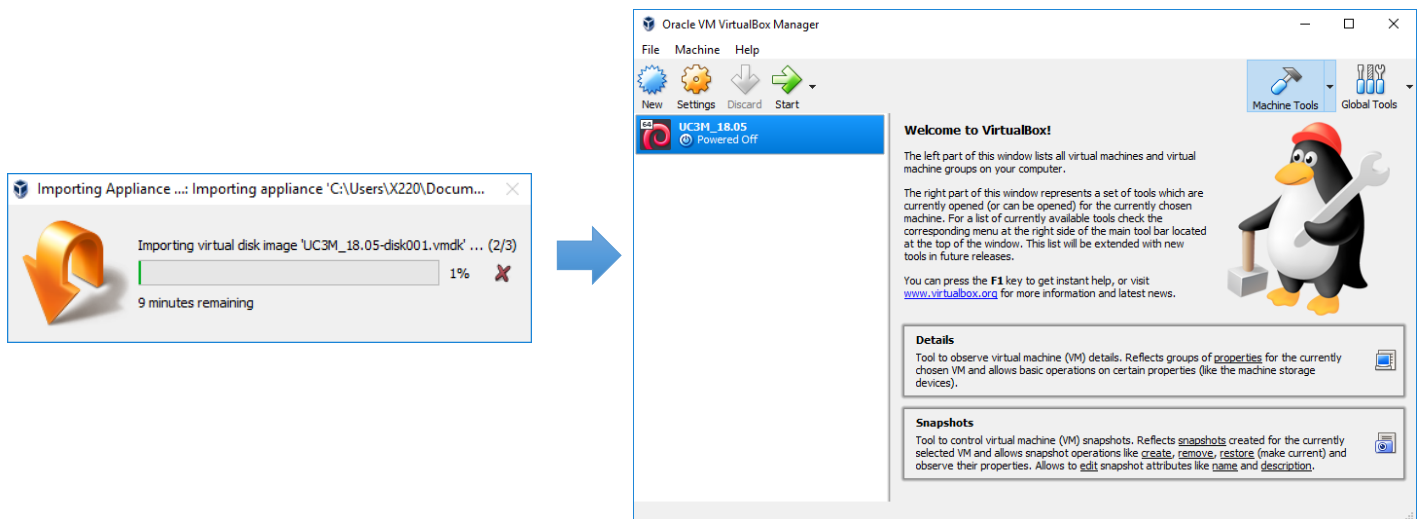 Importing Appliance ...: Importing appliance 'C:\Users\X220\Docum...
Importing virtual disk image 'UC3M_18.05-disk001.vmdk' ... (2/3)
1%
9 minutes remaining
Oracle VM VirtualBox Manager
File Machine Help
New Settings Discard Start
Machine Tools Global Tools
64
UC3M_18.05
Powered Off
Welcome to VirtualBox!
The left part of this window lists all virtual machines and virtual
machine groups on your computer.
The right part of this window represents a set of tools which are
currently opened (or can be opened) for the currently chosen
machine. For a list of currently available tools check the
corresponding menu at the right side of the main tool bar located
at the top of the window. This list will be extended with new
tools in future releases.
You can press the F1 key to get instant help, or visit
www.virtualbox.org for more information and latest news.
Details
Tool to observe virtual machine (VM) details. Reflects groups of properties for the currently
chosen VM and allows basic operations on certain properties (like the machine storage
devices).
Snapshots
Tool to control virtual machine (VM) snapshots. Reflects snapshots created for the currently
selected VM and allows snapshot operations like create, remove, restore (make current) and
observe their properties. Allows to edit snapshot attributes like name and description.